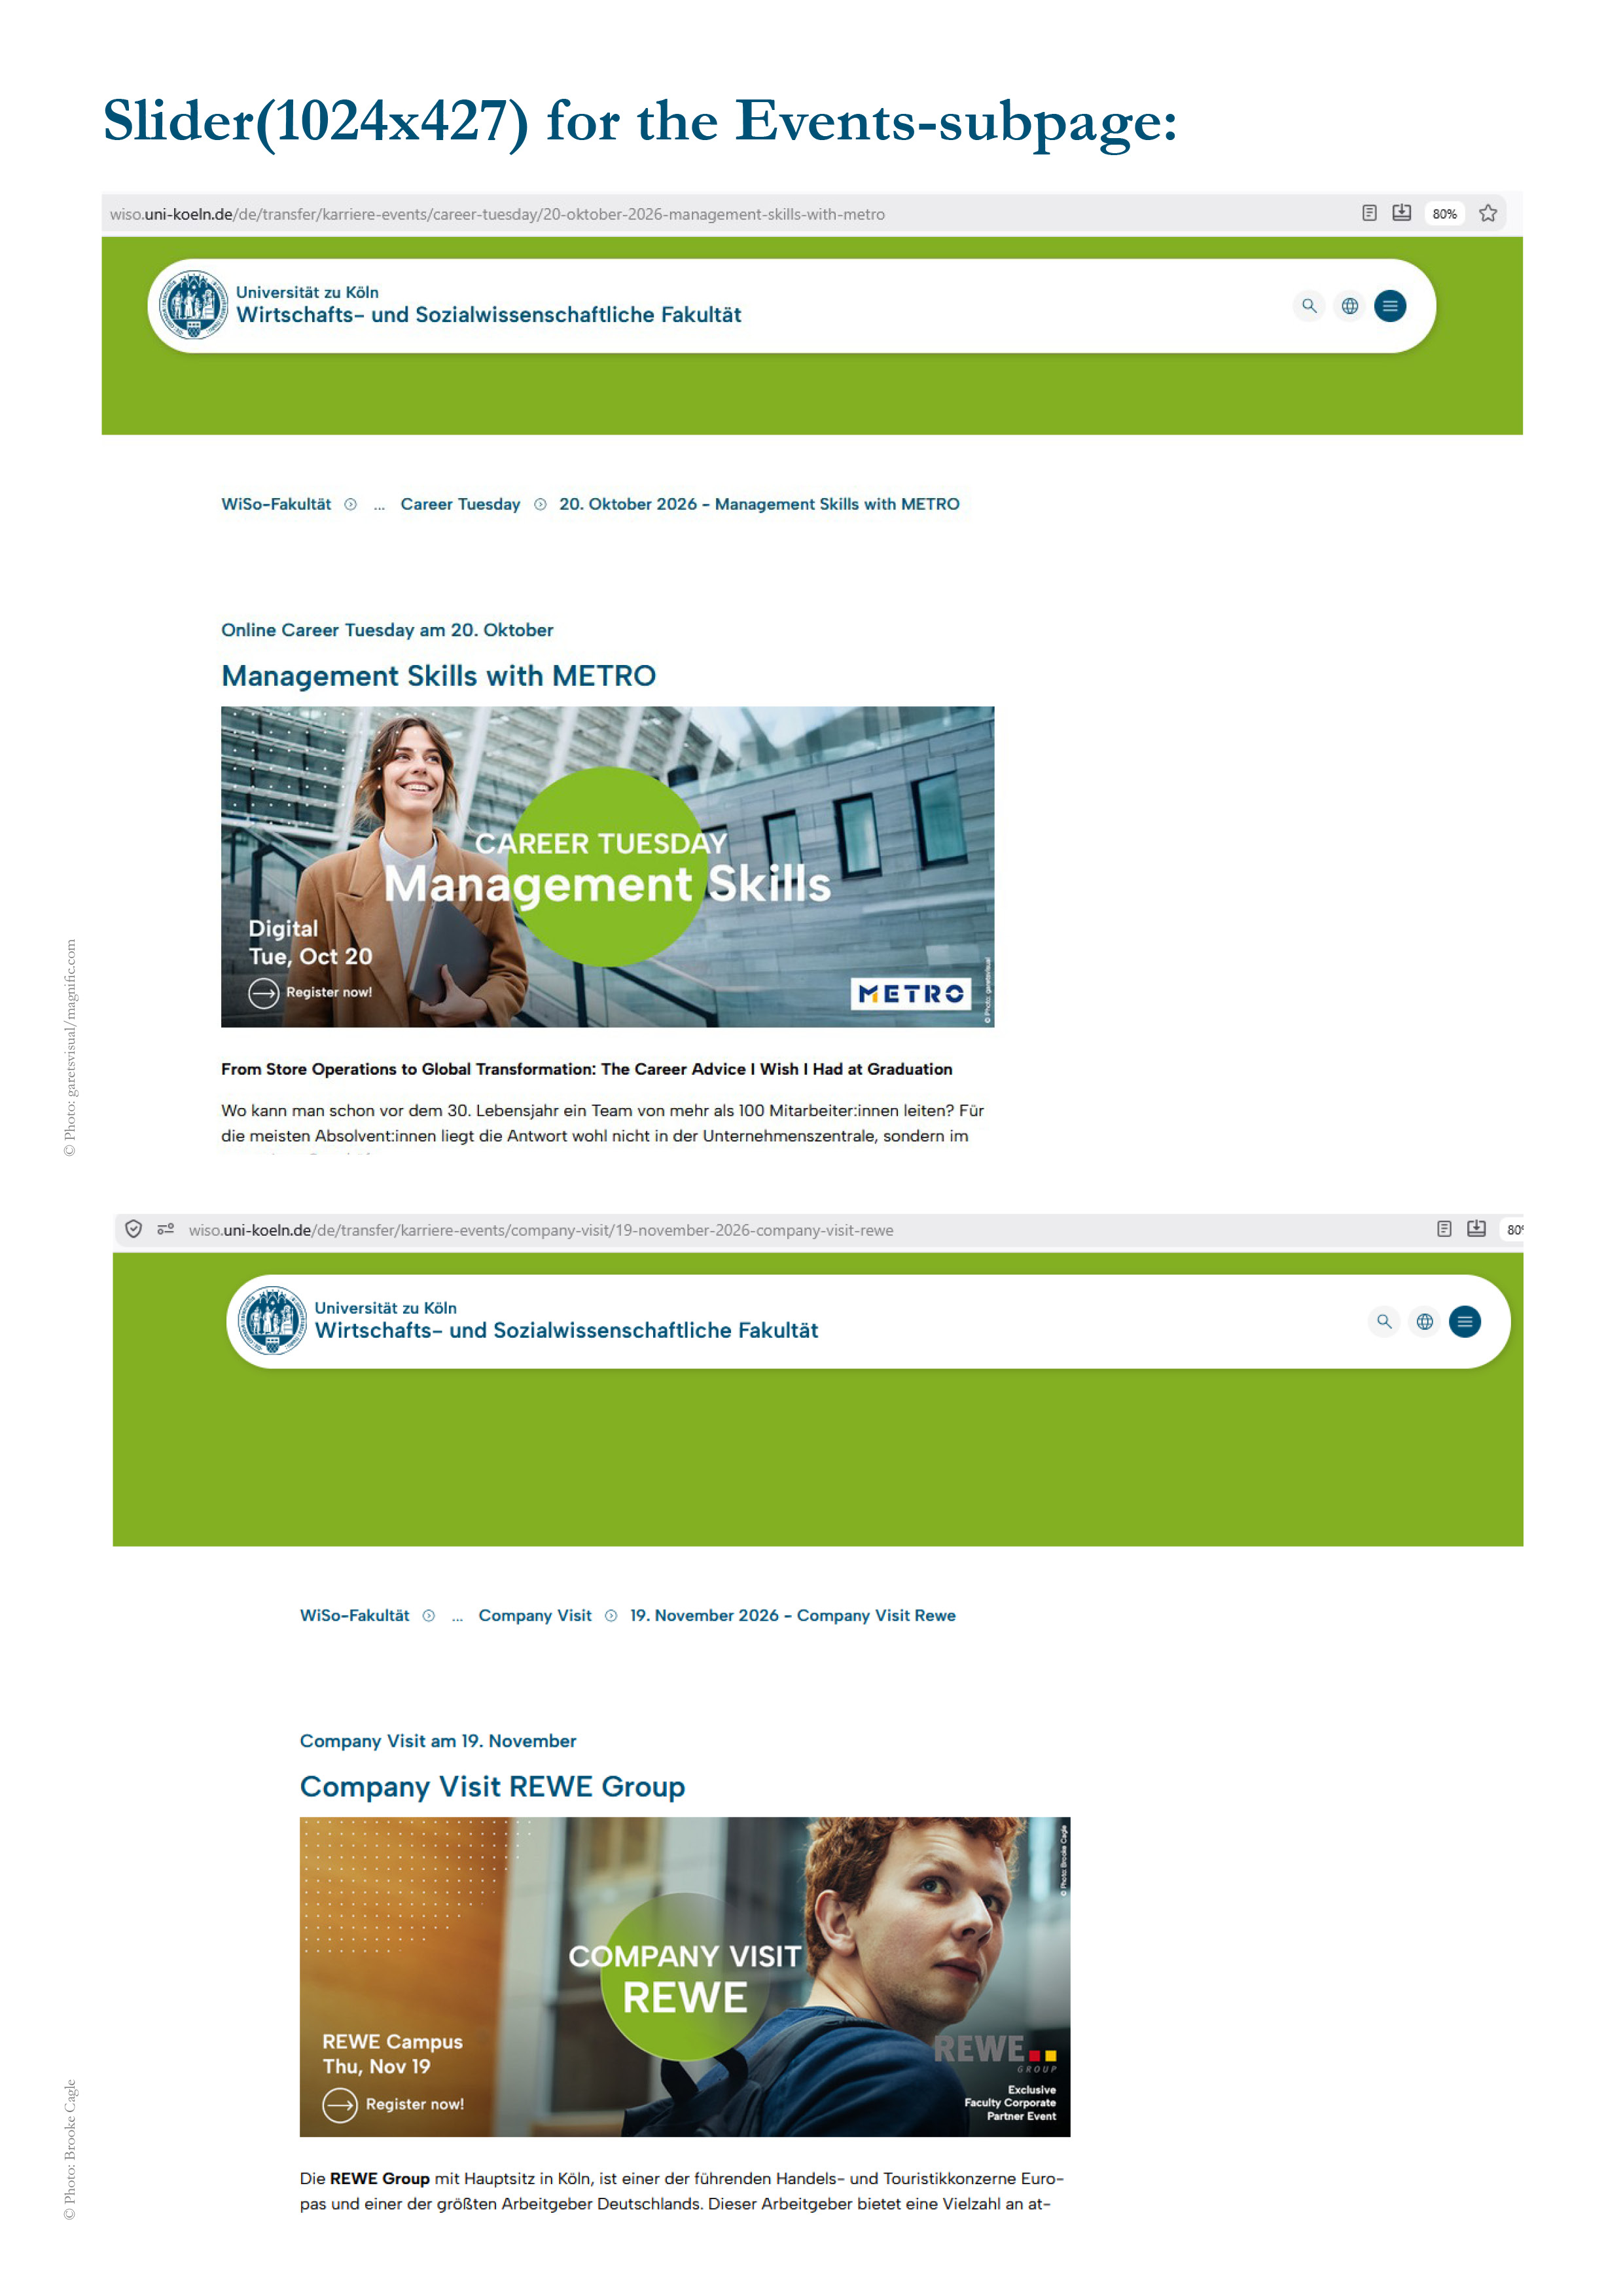 Slider(1024x427) for the Events-subpage:
wiso.uni-koeln.de/de/transfer/karriere-events/career-tuesday/20-oktober-2026-management-skills-with-metro
80%
Universität zu Köln
Wirtschafts- und Sozialwissenschaftliche Fakultät
WiSo-Fakultät ... Career Tuesday 20. Oktober 2026 - Management Skills with METRO
Online Career Tuesday am 20. Oktober
Management Skills with METRO
CAREER TUESDAY
Management Skills
Digital
Tue, Oct 20
Register now!
METRO
© Photo: garetsvisual
© Photo: garetsvisual/magnific.com
From Store Operations to Global Transformation: The Career Advice I Wish I Had at Graduation
Wo kann man schon vor dem 30. Lebensjahr ein Team von mehr als 100 Mitarbeiter:innen leiten? Für
die meisten Absolvent:innen liegt die Antwort wohl nicht in der Unternehmenszentrale, sondern im
wiso.uni-koeln.de/de/transfer/karriere-events/company-visit/19-november-2026-company-visit-rewe
80
Universität zu Köln
Wirtschafts- und Sozialwissenschaftliche Fakultät
WiSo-Fakultät ... Company Visit 19. November 2026 - Company Visit Rewe
Company Visit am 19. November
Company Visit REWE Group
© Photo: Brooke Cagle
COMPANY VISIT
REWE
REWE Campus
Thu, Nov 19
Register now!
REWE
GROUP
Exclusive
Faculty Corporate
Partner Event
© Photo: Brooke Cagle
Die REWE Group mit Hauptsitz in Köln, ist einer der führenden Handels- und Touristikkonzerne Euro-
pas und einer der größten Arbeitgeber Deutschlands. Dieser Arbeitgeber bietet eine Vielzahl an at-